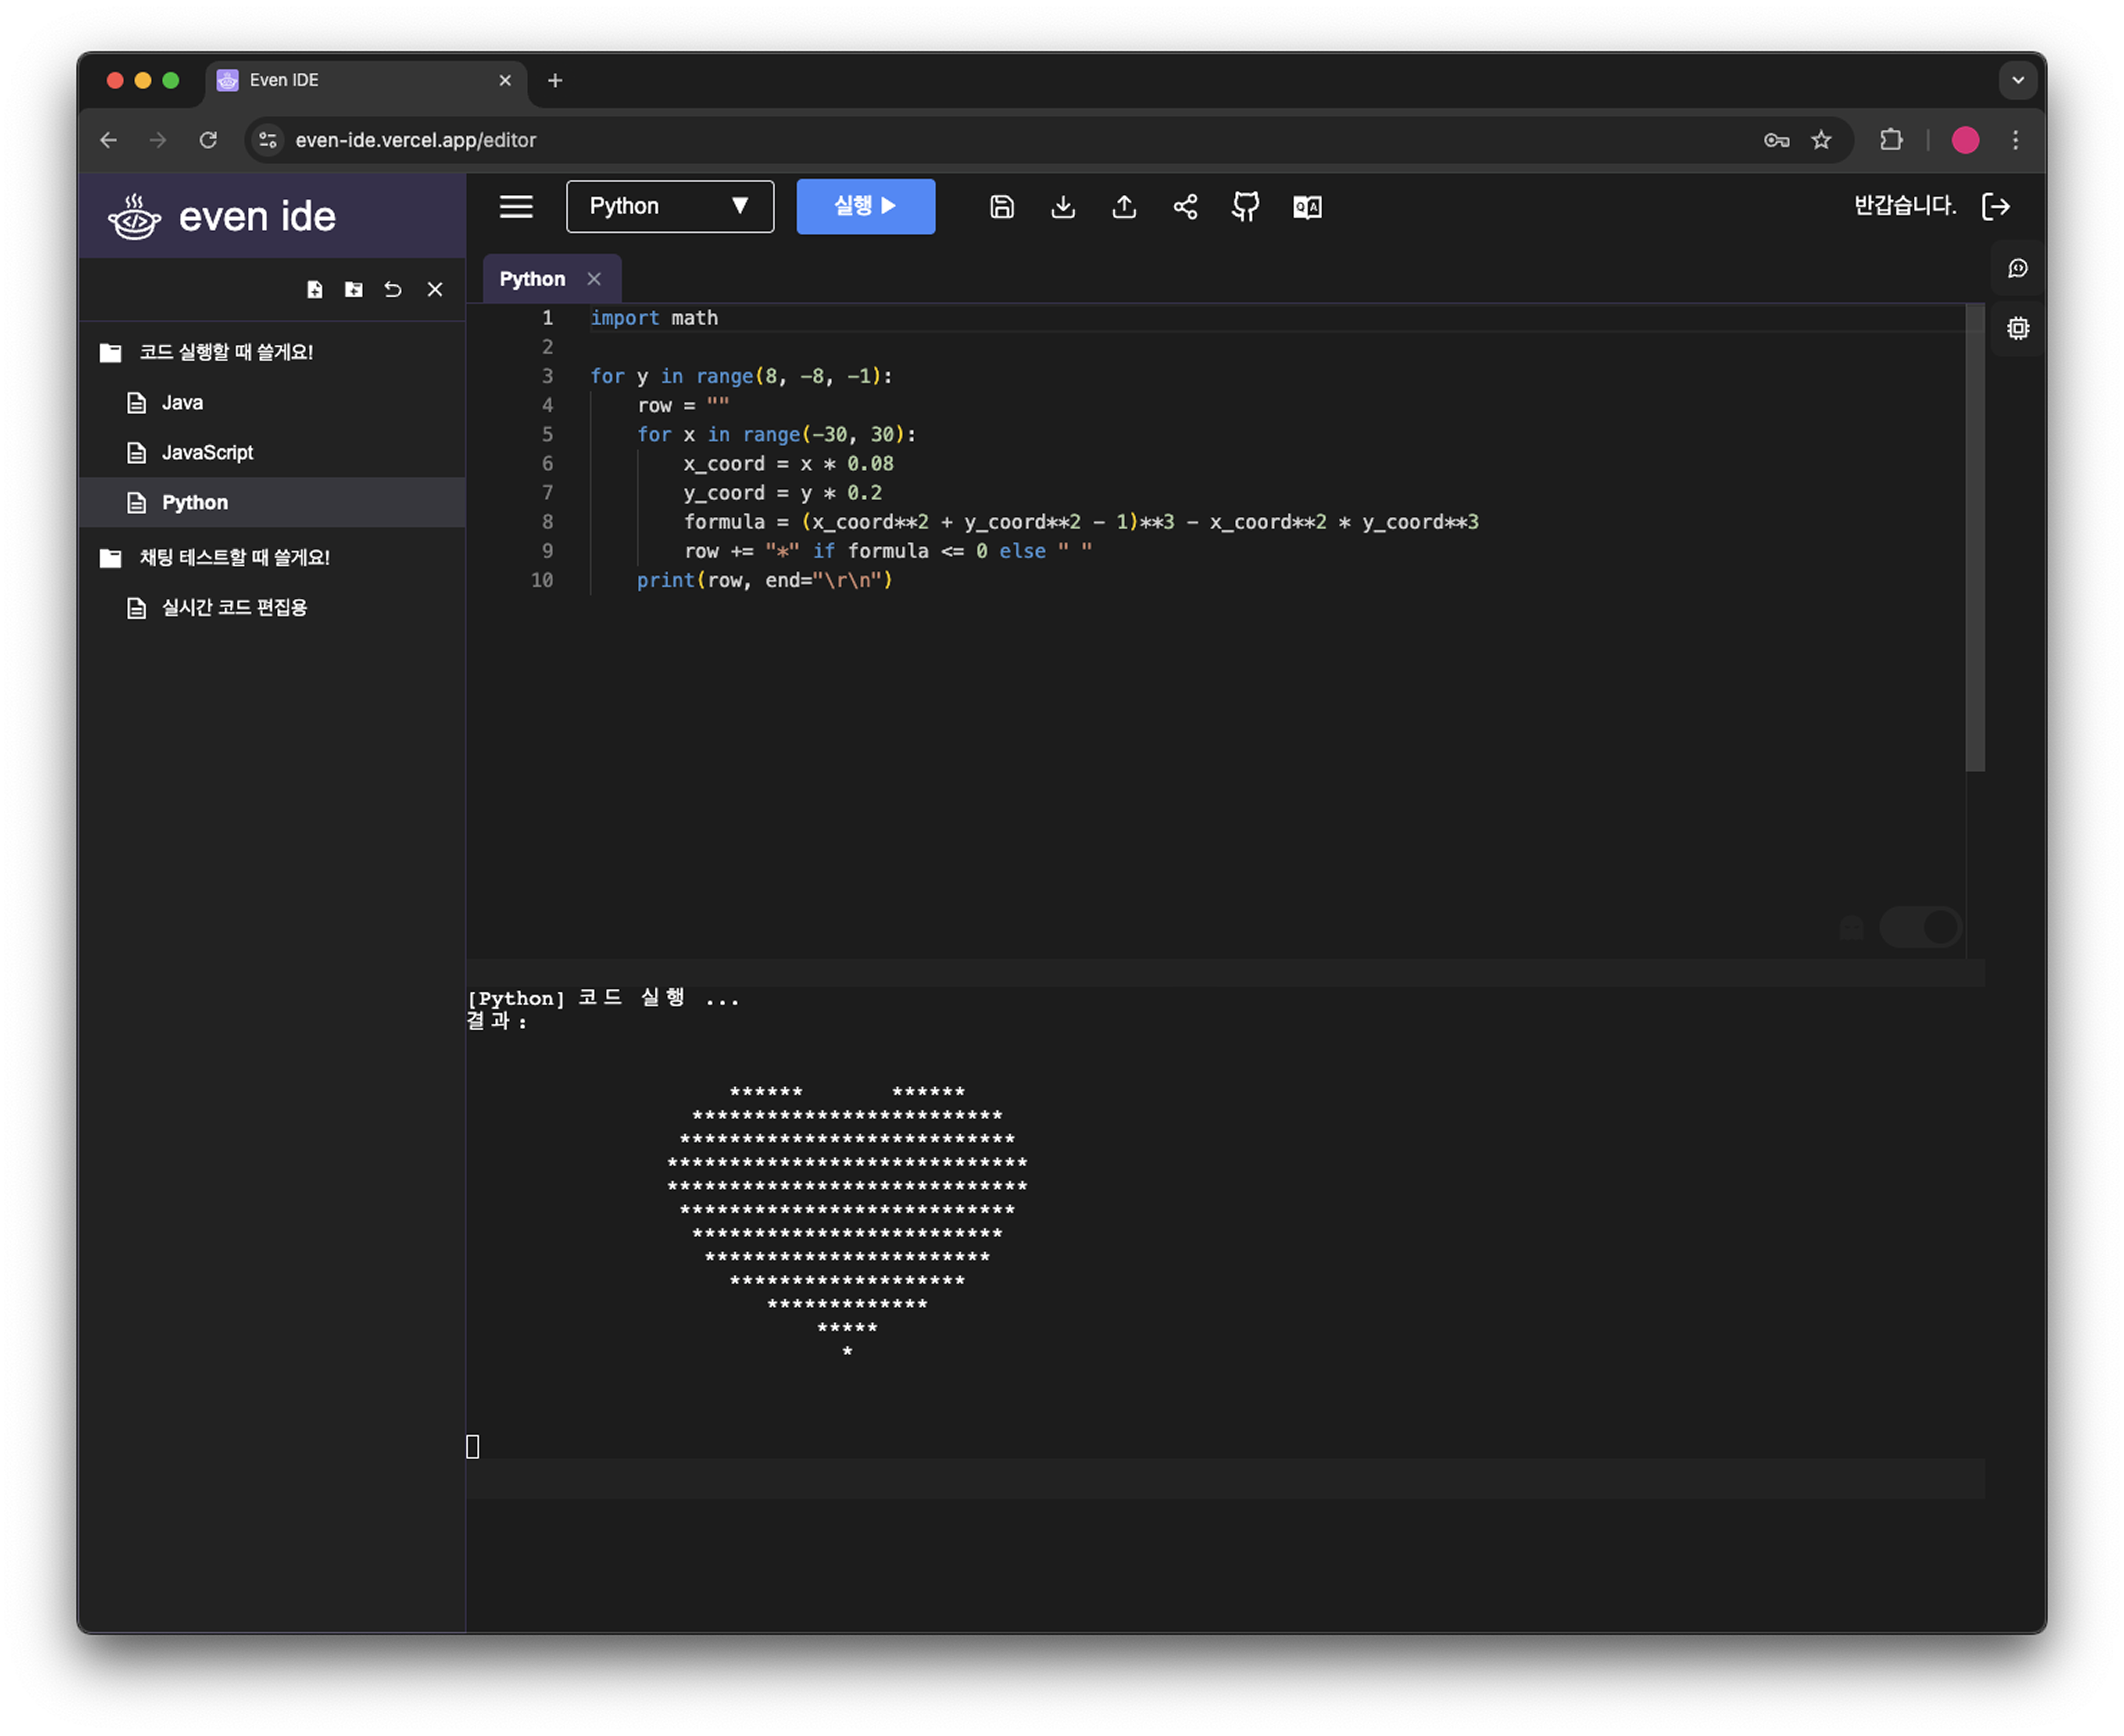 Even IDE
even-ide.vercel.app/editor
even ide
Python ▼
실행 ▶
QA
반갑습니다.
Python
코드 실행할 때 쓸게요!
Java
JavaScript
Python
채팅 테스트할 때 쓸게요!
실시간 코드 편집용
1 import math
2
3 for y in range(8, -8, -1):
4     row = ""
5     for x in range(-30, 30):
6         x_coord = x * 0.08
7         y_coord = y * 0.2
8         formula = (x_coord**2 + y_coord**2 - 1)**3 - x_coord**2 * y_coord**3
9         row += "*" if formula <= 0 else " "
10     print(row, end="\r\n")
[Python] 코드 실행 ...
결과:
                     ******       ******
                  *************************
                 ***************************
                *****************************
                *****************************
                 ***************************
                  *************************
                   ***********************
                     *******************
                        *************
                            *****
                              *